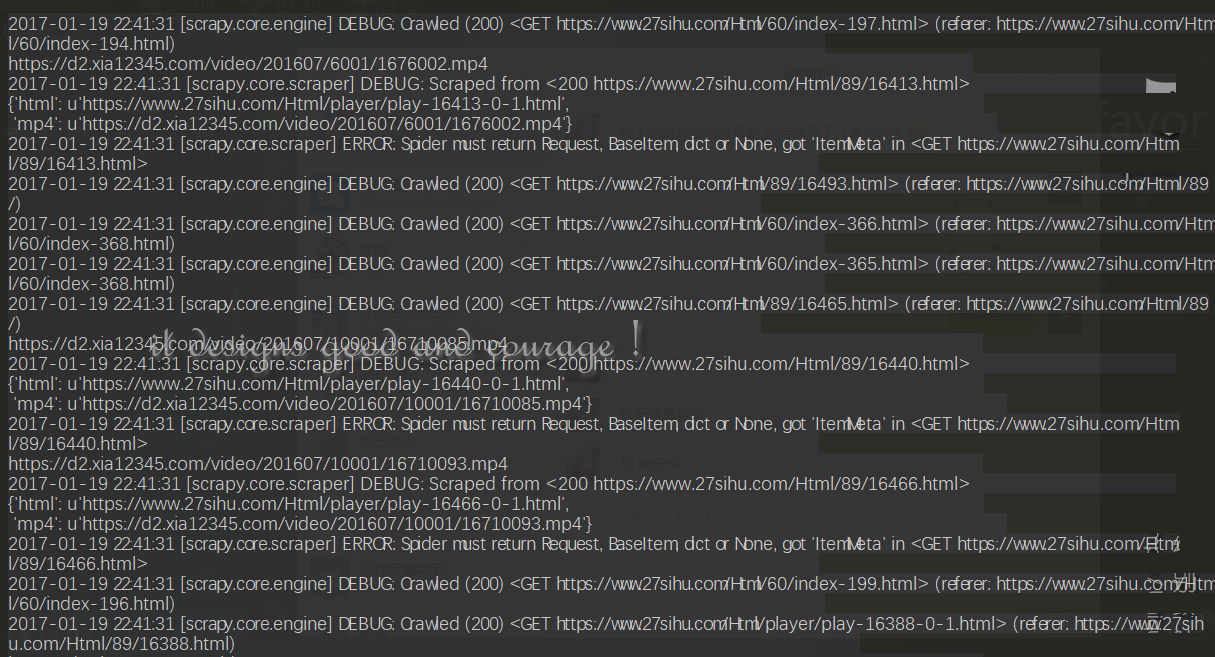 2017-01-19 22:41:31 [scrapy.core.engine] DEBUG: Crawled (200) <GET https://www.27sihu.com/Html/60/index-197.html> (referer: https://www.27sihu.com/Htm
l/60/index-194.html)
https://d2.xia12345.com/video/201607/6001/1676002.mp4
2017-01-19 22:41:31 [scrapy.core.scraper] DEBUG: Scraped from <200 https://www.27sihu.com/Html/89/16413.html>
{'html': u'https://www.27sihu.com/Html/player/play-16413-0-1.html',
'mp4': u'https://d2.xia12345.com/video/201607/6001/1676002.mp4'}
2017-01-19 22:41:31 [scrapy.core.scraper] ERROR: Spider must return Request, BaseItem, dict or None, got 'ItemMeta' in <GET https://www.27sihu.com/Htm
l/89/16413.html>
2017-01-19 22:41:31 [scrapy.core.engine] DEBUG: Crawled (200) <GET https://www.27sihu.com/Html/89/16493.html> (referer: https://www.27sihu.com/Html/89
/)
2017-01-19 22:41:31 [scrapy.core.engine] DEBUG: Crawled (200) <GET https://www.27sihu.com/Html/60/index-366.html> (referer: https://www.27sihu.com/Htm
l/60/index-368.html)
2017-01-19 22:41:31 [scrapy.core.engine] DEBUG: Crawled (200) <GET https://www.27sihu.com/Html/60/index-365.html> (referer: https://www.27sihu.com/Htm
l/60/index-368.html)
2017-01-19 22:41:31 [scrapy.core.engine] DEBUG: Crawled (200) <GET https://www.27sihu.com/Html/89/16465.html> (referer: https://www.27sihu.com/Html/89
/)
https://d2.xia12345.com/video/201607/10001/16710085.mp4
it designs good and courage !
2017-01-19 22:41:31 [scrapy.core.scraper] DEBUG: Scraped from <200 https://www.27sihu.com/Html/89/16440.html>
{'html': u'https://www.27sihu.com/Html/player/play-16440-0-1.html',
'mp4': u'https://d2.xia12345.com/video/201607/10001/16710085.mp4'}
2017-01-19 22:41:31 [scrapy.core.scraper] ERROR: Spider must return Request, BaseItem, dict or None, got 'ItemMeta' in <GET https://www.27sihu.com/Htm
l/89/16440.html>
https://d2.xia12345.com/video/201607/10001/16710093.mp4
2017-01-19 22:41:31 [scrapy.core.scraper] DEBUG: Scraped from <200 https://www.27sihu.com/Html/89/16466.html>
{'html': u'https://www.27sihu.com/Html/player/play-16466-0-1.html',
'mp4': u'https://d2.xia12345.com/video/201607/10001/16710093.mp4'}
2017-01-19 22:41:31 [scrapy.core.scraper] ERROR: Spider must return Request, BaseItem, dict or None, got 'ItemMeta' in <GET https://www.27sihu.com/Htm
l/89/16466.html>
2017-01-19 22:41:31 [scrapy.core.engine] DEBUG: Crawled (200) <GET https://www.27sihu.com/Html/60/index-199.html> (referer: https://www.27sihu.com/Htm
l/60/index-196.html)
2017-01-19 22:41:31 [scrapy.core.engine] DEBUG: Crawled (200) <GET https://www.27sihu.com/Html/player/play-16388-0-1.html> (referer: https://www.27sih
u.com/Html/89/16388.html)
favor